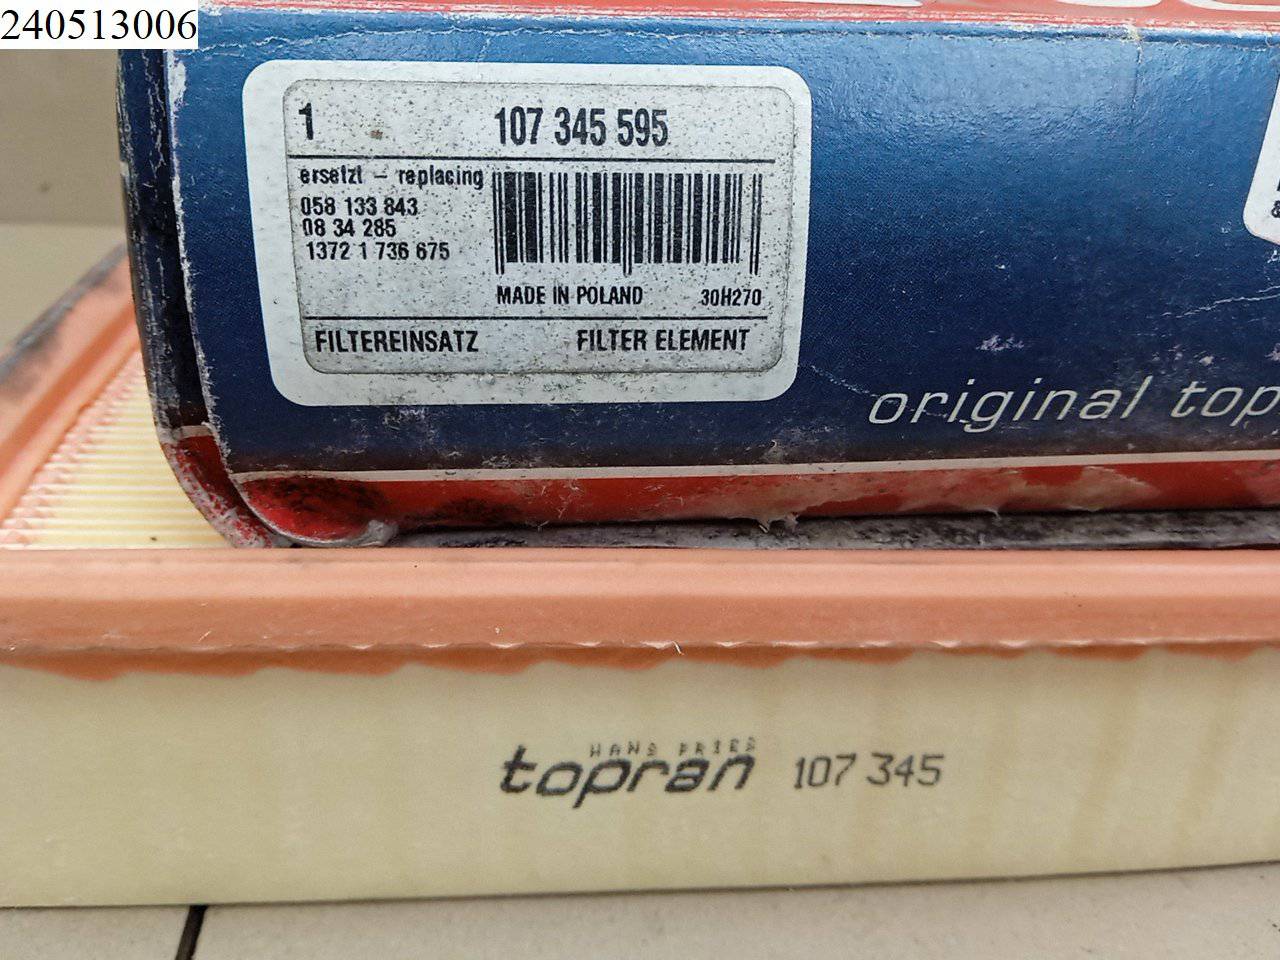 240513006
1 107 345 595
ersetzt – replacing
058 133 843
08 34 285
1372 1 736 675
MADE IN POLAND 30H270
FILTEREINSATZ FILTER ELEMENT
original top
HANS PRIES
topran 107 345